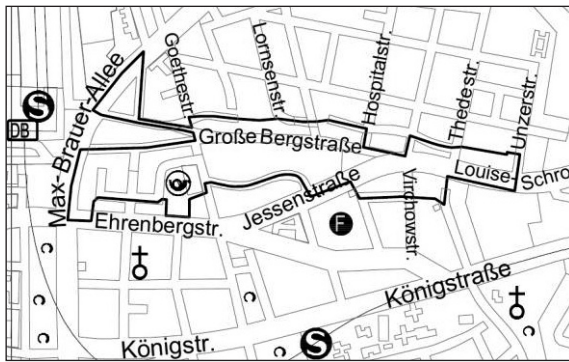 Max-Brauer-Allee
Goethestr.
Lornsenstr.
Hospitalstr.
Thedestr.
Unzerstr.
S
DB
Große Bergstraße
Louise-Schro
Jessenstraße
Virchowstr.
Ehrenbergstr.
F
Königstraße
C
C
C
C
C
C
Königstr.
S